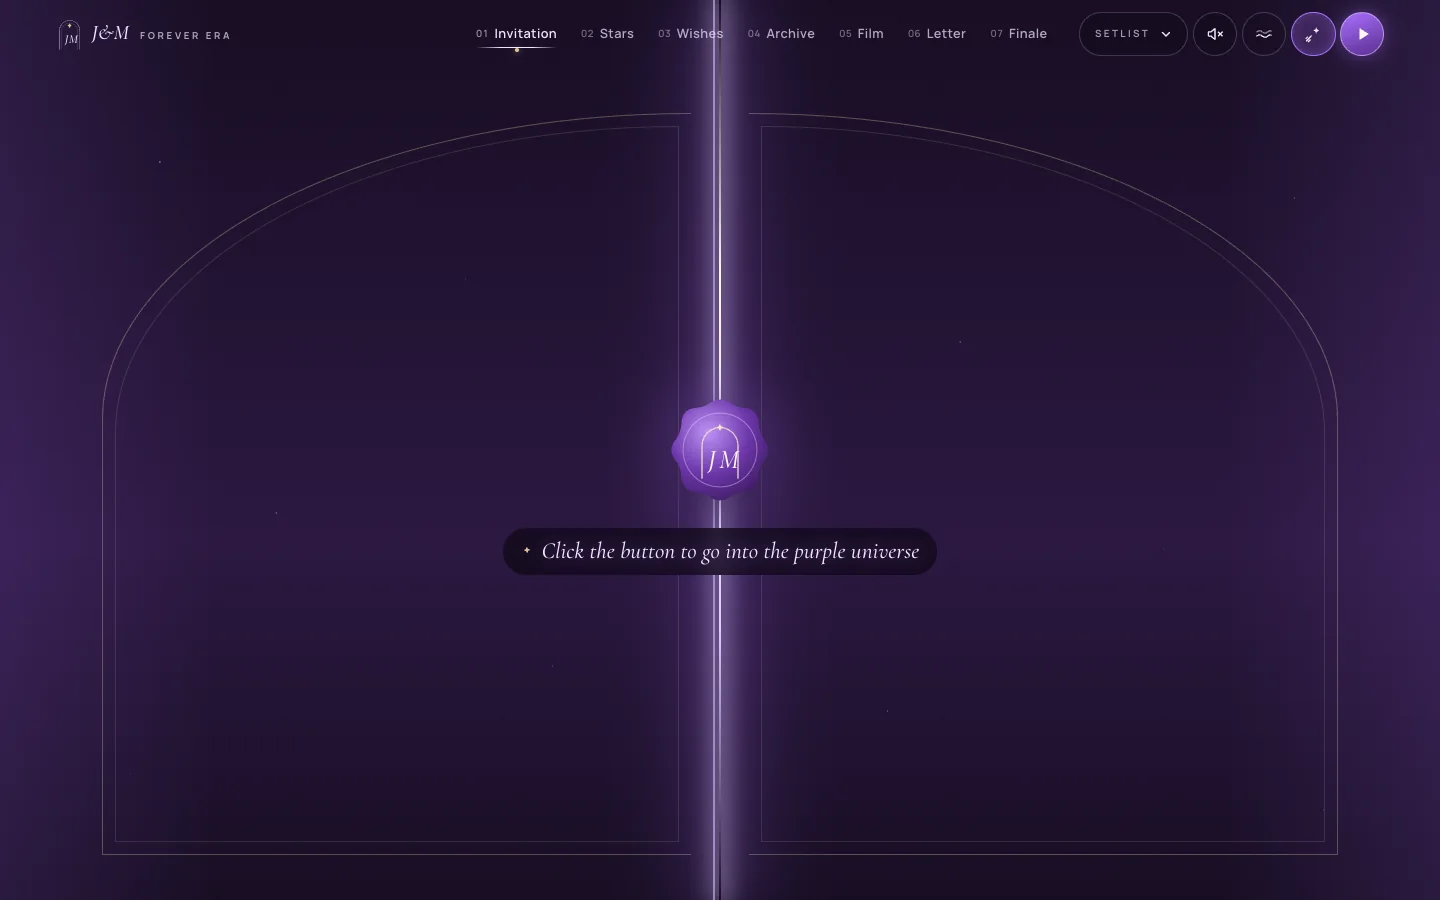 JM J&M FOREVER ERA
01 Invitation 02 Stars 03 Wishes 04 Archive 05 Film 06 Letter 07 Finale
SETLIST
JM
Click the button to go into the purple universe